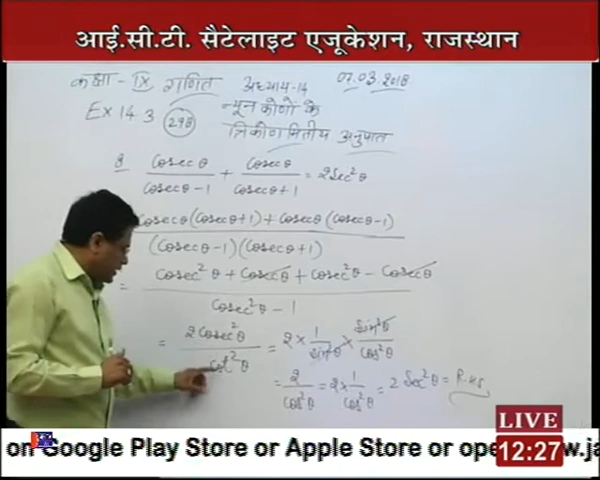 आई.सी.टी. सैटेलाइट एजूकेशन, राजस्थान
कक्षा - IX गणित अध्याय-14 07.03.2018
Ex 14.3 298 न्यून कोणों के
त्रिकोणमितीय अनुपात
8 Cosecθ/(Cosecθ-1) + Cosecθ/(Cosecθ+1) = 2Sec²θ
Cosecθ(Cosecθ+1) + Cosecθ(Cosecθ-1)
(Cosecθ-1)(Cosecθ+1)
= Cosec²θ + Cosecθ + Cosec²θ - Cosecθ
Cosec²θ - 1
= 2Cosec²θ/Cot²θ = 2 × 1/Sin²θ × Sin²θ/Cos²θ
= 2/Cos²θ = 2 × 1/Cos²θ = 2 Sec²θ = R.H.S
LIVE
12:27
on Google Play Store or Apple Store or ope
w.ja